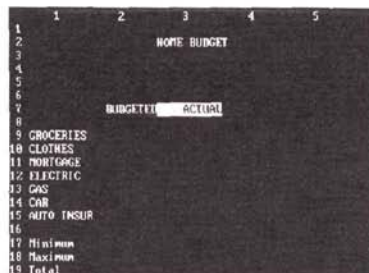 1 2 3 4 5
1
2 HOME BUDGET
3
4
5
6
7 BUDGETED ACTUAL
8
9 GROCERIES
10 CLOTHES
11 MORTGAGE
12 ELECTRIC
13 GAS
14 CAR
15 AUTO INSUR
16
17 Minimum
18 Maximum
19 Total